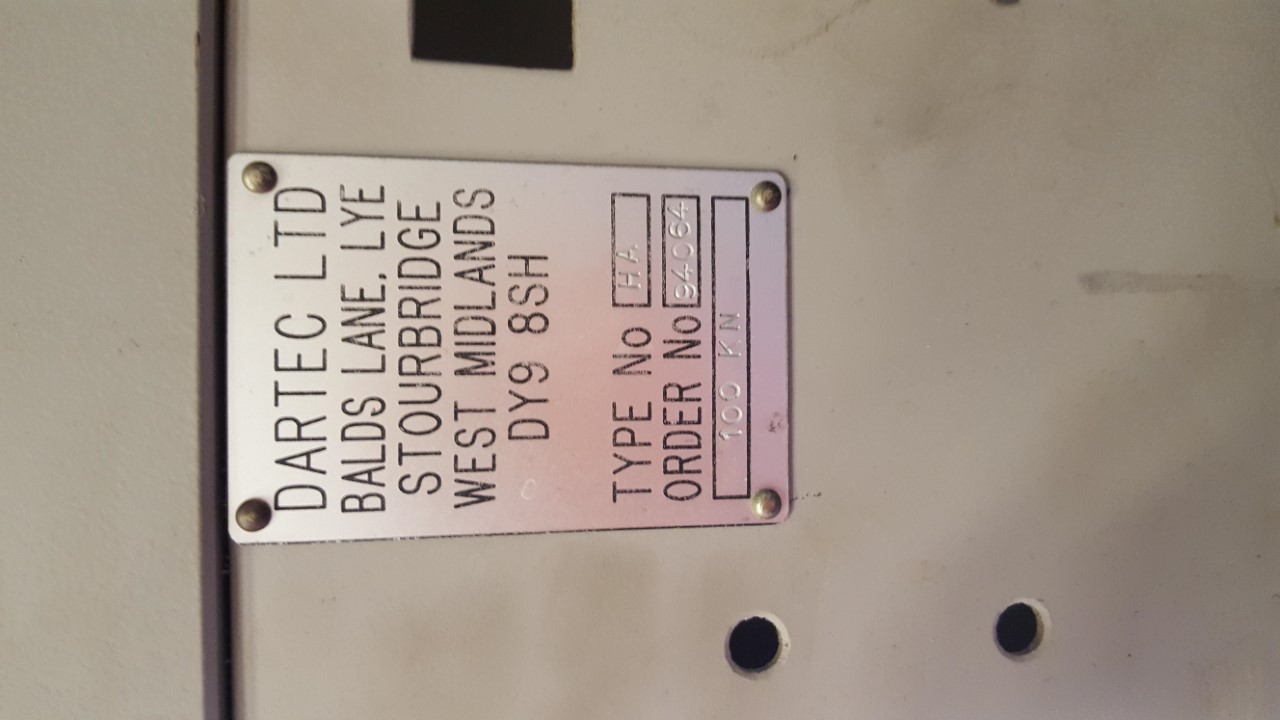 DARTEC LTD
BALDS LANE, LYE
STOURBRIDGE
WEST MIDLANDS
DY9 8SH
TYPE No HA
ORDER No 94064
100 KN